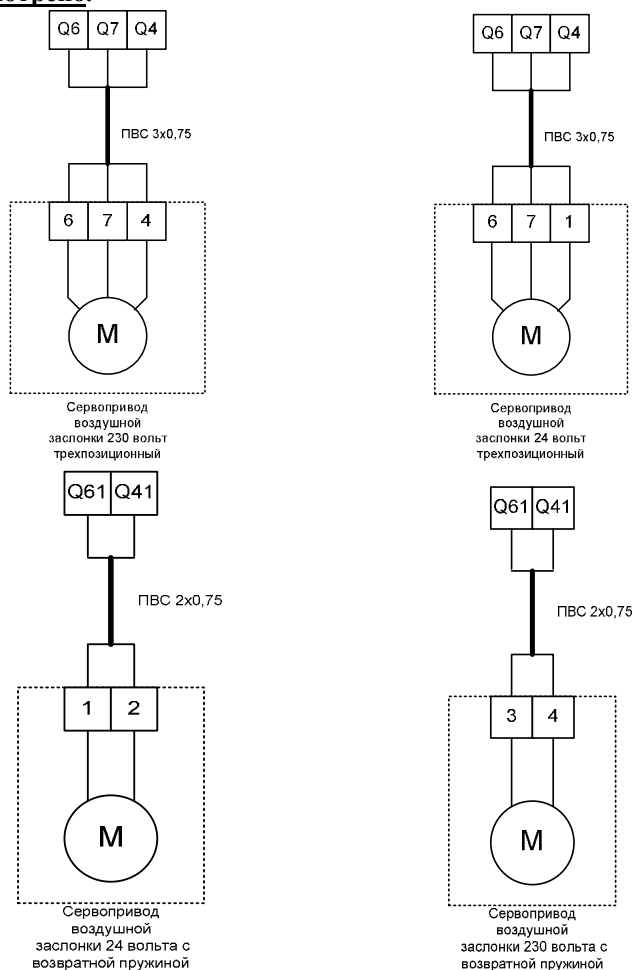 Q6 Q7 Q4
ПВС 3х0,75
6 7 4
М
Сервопривод
воздушной
заслонки 230 вольт
трехпозиционный
Q6 Q7 Q4
ПВС 3х0,75
6 7 1
М
Сервопривод
воздушной
заслонки 24 вольт
трехпозиционный
Q61 Q41
ПВС 2х0,75
1 2
М
Сервопривод
воздушной
заслонки 24 вольта с
возвратной пружиной
Q61 Q41
ПВС 2х0,75
3 4
М
Сервопривод
воздушной
заслонки 230 вольта с
возвратной пружиной